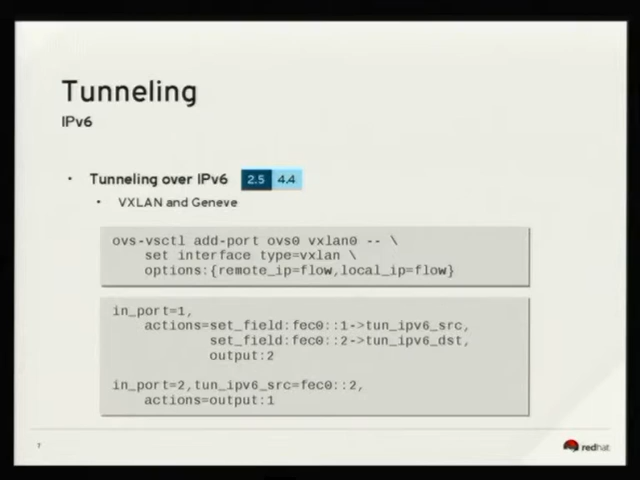 Tunneling
IPv6
• Tunneling over IPv6 2.5 4.4
• VXLAN and Geneve
ovs-vsctl add-port ovs0 vxlan0 -- \
set interface type=vxlan \
options:{remote_ip=flow,local_ip=flow}
in_port=1,
actions=set_field:fec0::1->tun_ipv6_src,
set_field:fec0::2->tun_ipv6_dst,
output:2
in_port=2,tun_ipv6_src=fec0::2,
actions=output:1
7
redhat